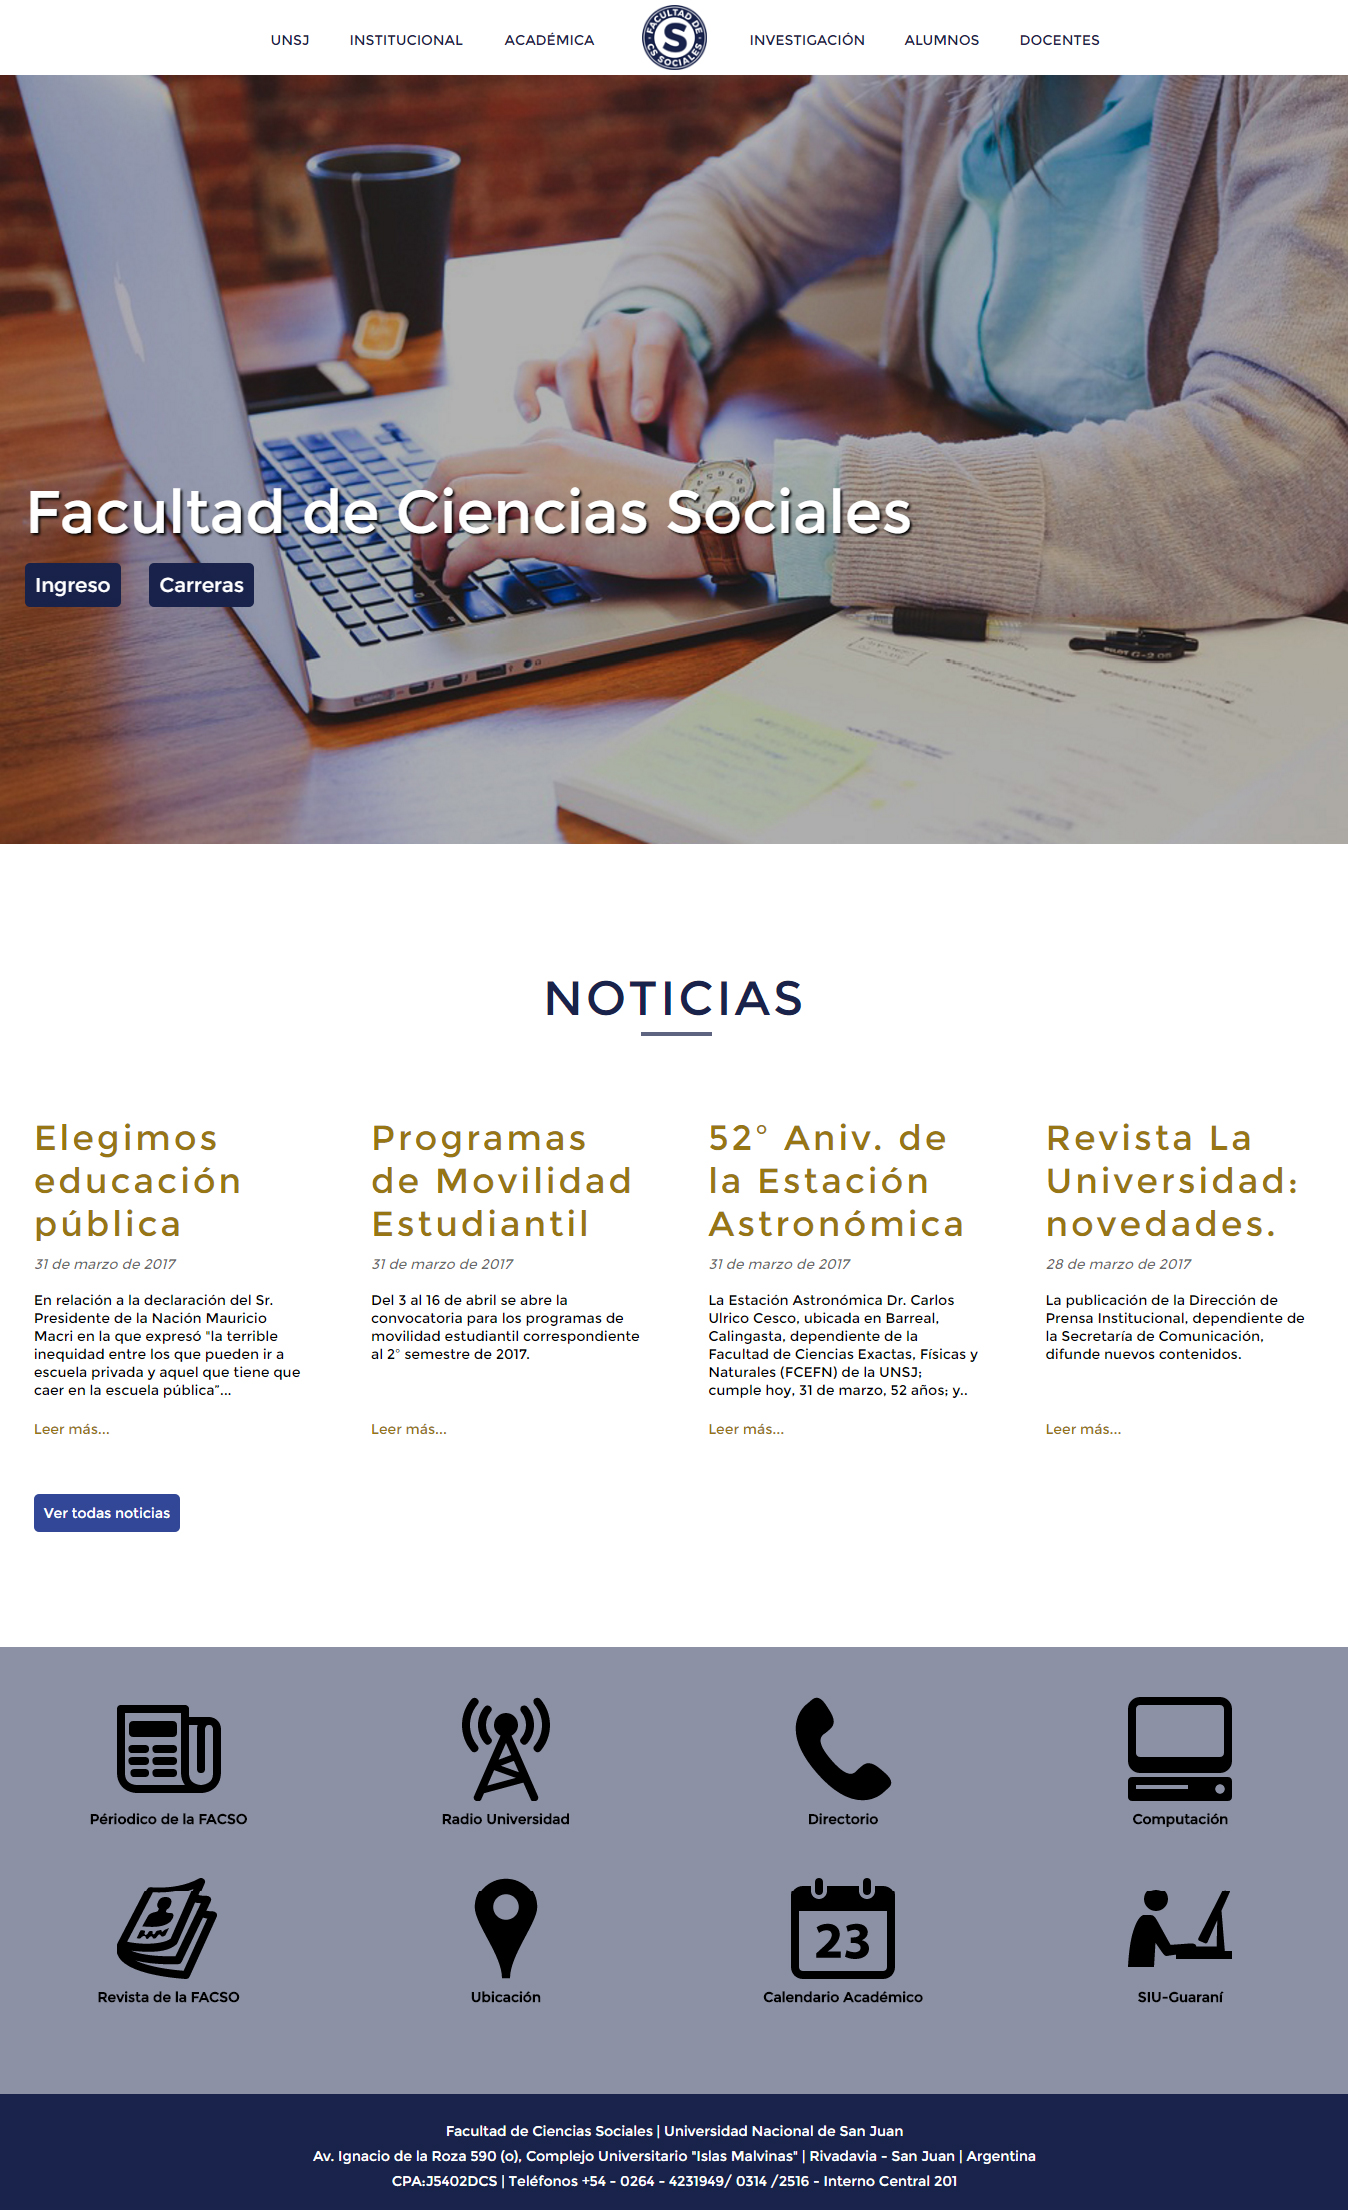 UNSJ INSTITUCIONAL ACADÉMICA FACULTAD DE CS SOCIALES S INVESTIGACIÓN ALUMNOS DOCENTES
Facultad de Ciencias Sociales
Ingreso Carreras
PILOT G-2 05
NOTICIAS
Elegimos
educación
pública
31 de marzo de 2017
En relación a la declaración del Sr.
Presidente de la Nación Mauricio
Macri en la que expresó "la terrible
inequidad entre los que pueden ir a
escuela privada y aquel que tiene que
caer en la escuela pública”...
Leer más...
Programas
de Movilidad
Estudiantil
31 de marzo de 2017
Del 3 al 16 de abril se abre la
convocatoria para los programas de
movilidad estudiantil correspondiente
al 2° semestre de 2017.
Leer más...
52° Aniv. de
la Estación
Astronómica
31 de marzo de 2017
La Estación Astronómica Dr. Carlos
Ulrico Cesco, ubicada en Barreal,
Calingasta, dependiente de la
Facultad de Ciencias Exactas, Físicas y
Naturales (FCEFN) de la UNSJ;
cumple hoy, 31 de marzo, 52 años; y..
Leer más...
Revista La
Universidad:
novedades.
28 de marzo de 2017
La publicación de la Dirección de
Prensa Institucional, dependiente de
la Secretaría de Comunicación,
difunde nuevos contenidos.
Leer más...
Ver todas noticias
Périodico de la FACSO
Radio Universidad
Directorio
Computación
23
Revista de la FACSO
Ubicación
Calendario Académico
SIU-Guaraní
Facultad de Ciencias Sociales | Universidad Nacional de San Juan
Av. Ignacio de la Roza 590 (o), Complejo Universitario "Islas Malvinas" | Rivadavia - San Juan | Argentina
CPA:J5402DCS | Teléfonos +54 - 0264 - 4231949/ 0314 /2516 - Interno Central 201